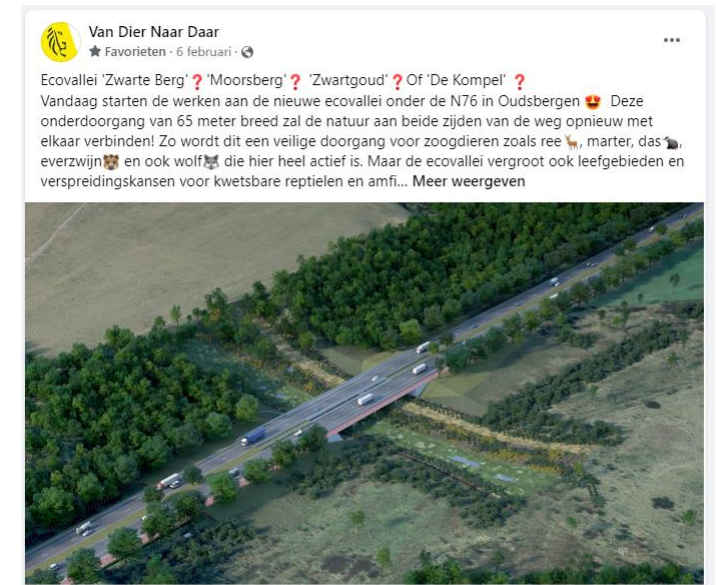 Van Dier Naar Daar
★ Favorieten · 6 februari ·
Ecovallei 'Zwarte Berg'❓'Moorsberg'❓ 'Zwartgoud'❓Of 'De Kompel' ❓
Vandaag starten de werken aan de nieuwe ecovallei onder de N76 in Oudsbergen 😍 Deze
onderdoorgang van 65 meter breed zal de natuur aan beide zijden van de weg opnieuw met
elkaar verbinden! Zo wordt dit een veilige doorgang voor zoogdieren zoals ree🦌, marter, das🦡,
everzwijn🐻 en ook wolf🐺 die hier heel actief is. Maar de ecovallei vergroot ook leefgebieden en
verspreidingskansen voor kwetsbare reptielen en amfi... Meer weergeven